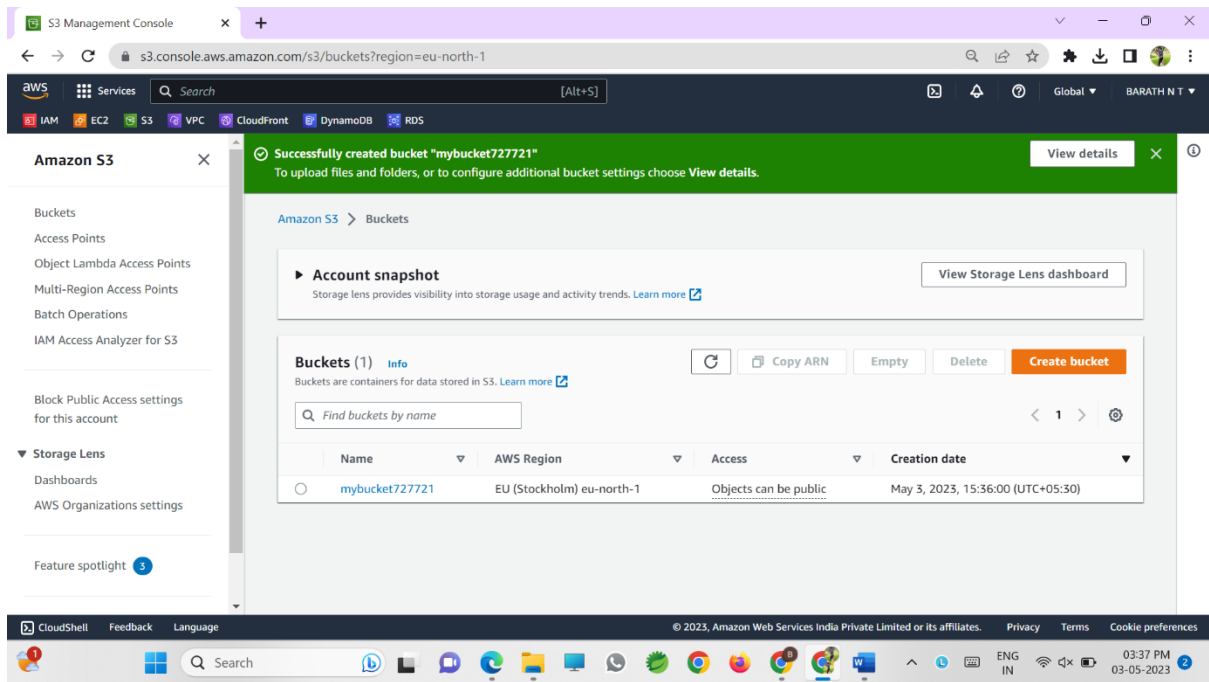 S3 Management Console
s3.console.aws.amazon.com/s3/buckets?region=eu-north-1
aws Services Search [Alt+S] Global BARATH N T
IAM EC2 S3 VPC CloudFront DynamoDB RDS
Amazon S3
Buckets
Access Points
Object Lambda Access Points
Multi-Region Access Points
Batch Operations
IAM Access Analyzer for S3
Block Public Access settings
for this account
Storage Lens
Dashboards
AWS Organizations settings
Feature spotlight 3
Successfully created bucket "mybucket727721"
To upload files and folders, or to configure additional bucket settings choose View details.
View details
Amazon S3 > Buckets
Account snapshot
Storage lens provides visibility into storage usage and activity trends. Learn more
View Storage Lens dashboard
Buckets (1) Info
Buckets are containers for data stored in S3. Learn more
Copy ARN Empty Delete Create bucket
Find buckets by name
< 1 >
Name AWS Region Access Creation date
mybucket727721 EU (Stockholm) eu-north-1 Objects can be public May 3, 2023, 15:36:00 (UTC+05:30)
CloudShell Feedback Language © 2023, Amazon Web Services India Private Limited or its affiliates. Privacy Terms Cookie preferences
1 Search ENG 03:37 PM
IN 03-05-2023 2